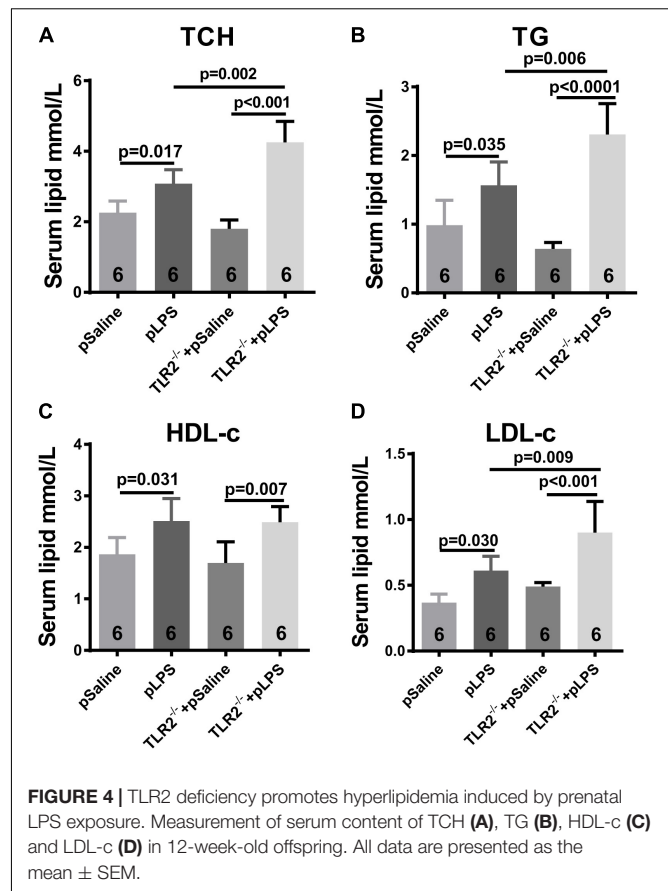 A
TCH
Serum lipid mmol/L
6
4
2
0
p=0.002
p<0.001
p=0.017
6
6
6
6
pSaline
pLPS
TLR2-/-+pSaline
TLR2-/-+pLPS
B
TG
Serum lipid mmol/L
3
2
1
0
p=0.006
p<0.0001
p=0.035
6
6
6
6
pSaline
pLPS
TLR2-/-+pSaline
TLR2-/-+pLPS
C
HDL-c
Serum lipid mmol/L
4
3
2
1
0
p=0.031
p=0.007
6
6
6
6
pSaline
pLPS
TLR2-/-+pSaline
TLR2-/-+pLPS
D
LDL-c
Serum lipid mmol/L
1.5
1.0
0.5
0.0
p=0.009
p<0.001
p=0.030
6
6
6
6
pSaline
pLPS
TLR2-/-+pSaline
TLR2-/-+pLPS
FIGURE 4 | TLR2 deficiency promotes hyperlipidemia induced by prenatal
LPS exposure. Measurement of serum content of TCH (A), TG (B), HDL-c (C)
and LDL-c (D) in 12-week-old offspring. All data are presented as the
mean ± SEM.